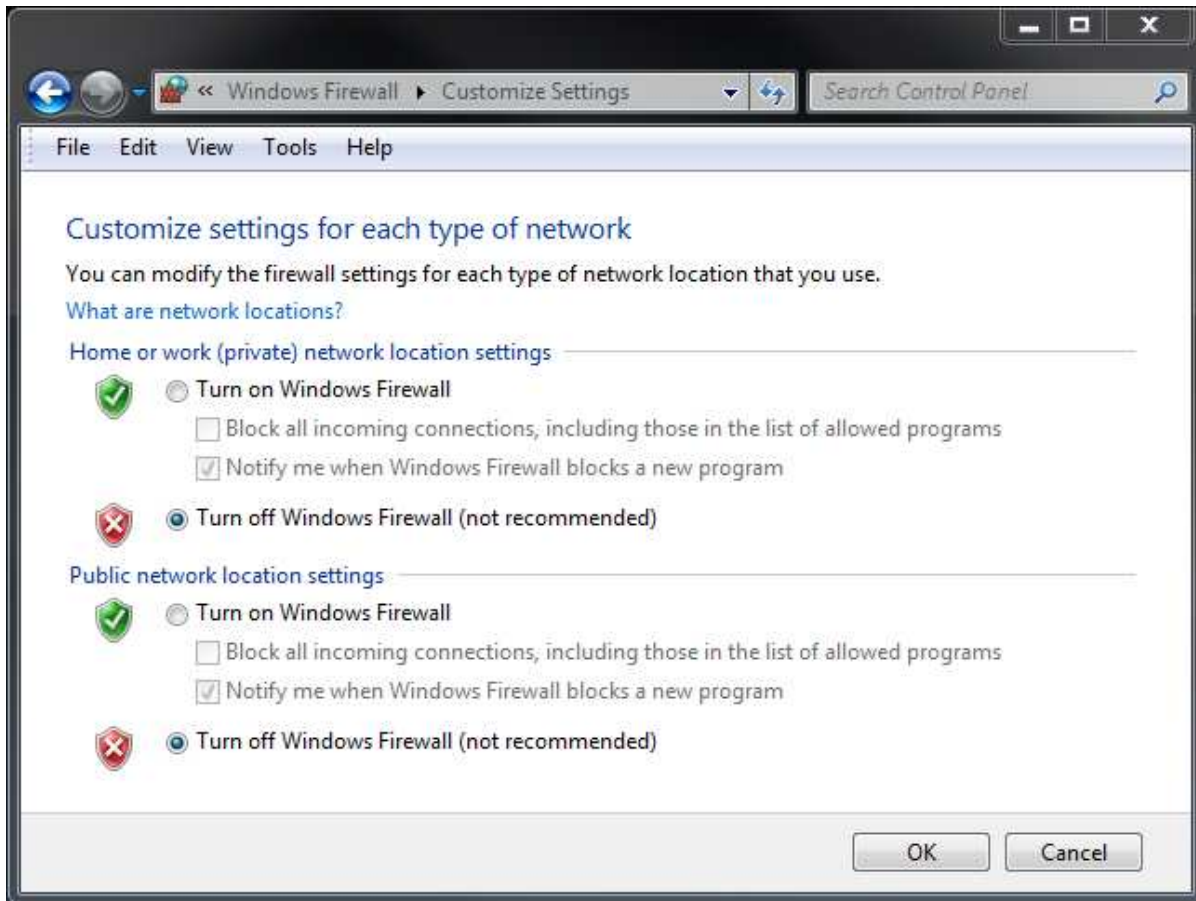 « Windows Firewall ▸ Customize Settings
Search Control Panel
File Edit View Tools Help
Customize settings for each type of network
You can modify the firewall settings for each type of network location that you use.
What are network locations?
Home or work (private) network location settings
Turn on Windows Firewall
Block all incoming connections, including those in the list of allowed programs
Notify me when Windows Firewall blocks a new program
Turn off Windows Firewall (not recommended)
Public network location settings
Turn on Windows Firewall
Block all incoming connections, including those in the list of allowed programs
Notify me when Windows Firewall blocks a new program
Turn off Windows Firewall (not recommended)
OK Cancel